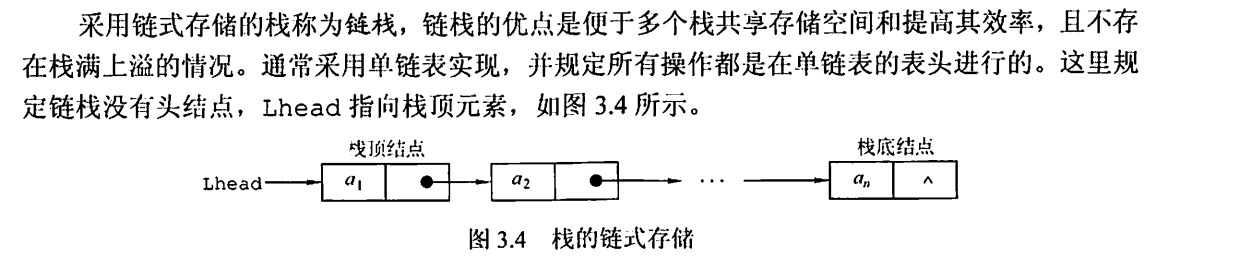 采用链式存储的栈称为链栈，链栈的优点是便于多个栈共享存储空间和提高其效率，且不存
在栈满上溢的情况。通常采用单链表实现，并规定所有操作都是在单链表的表头进行的。这里规
定链栈没有头结点，Lhead 指向栈顶元素，如图 3.4 所示。
栈顶结点 栈底结点
Lhead a₁ a₂ … aₙ ^
图 3.4 栈的链式存储